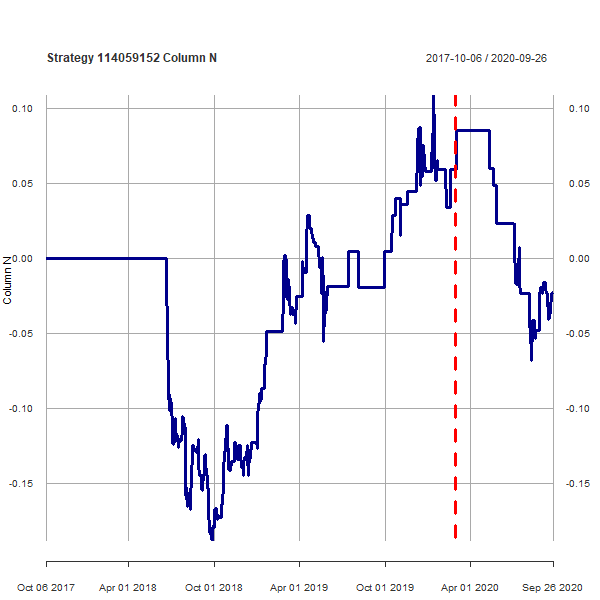 Strategy 114059152 Column N
2017-10-06 / 2020-09-26
0.10 0.10
0.05 0.05
0.00 0.00
Column N
-0.05 -0.05
-0.10 -0.10
-0.15 -0.15
Oct 06 2017 Apr 01 2018 Oct 01 2018 Apr 01 2019 Oct 01 2019 Apr 01 2020 Sep 26 2020